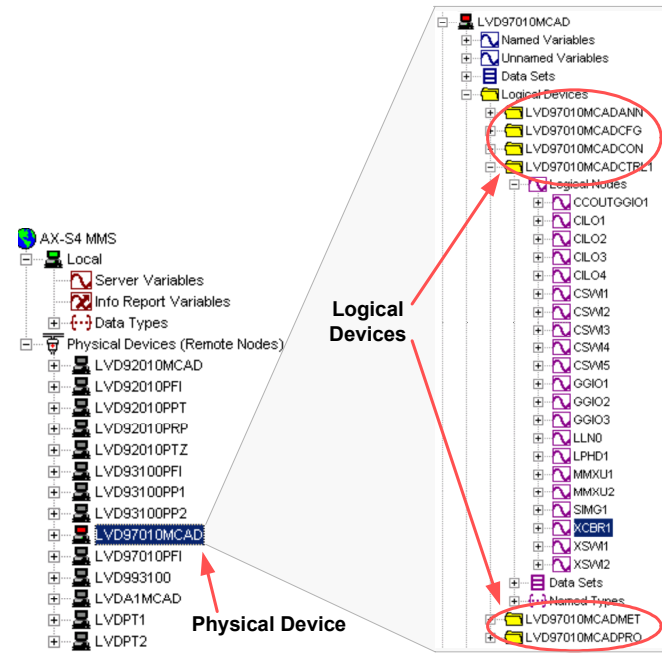 AX-S4 MMS
Local
Server Variables
Info Report Variables
Data Types
Physical Devices (Remote Nodes)
LVD92010MCAD
LVD92010PFI
LVD92010PPT
LVD92010PRP
LVD92010PTZ
LVD93100PFI
LVD93100PP1
LVD93100PP2
LVD97010MCAD
LVD97010PFI
LVD993100
LVDA1MCAD
LVDPT1
LVDPT2
Physical Device
Logical
Devices
LVD97010MCAD
Named Variables
Unnamed Variables
Data Sets
Logical Devices
LVD97010MCADANN
LVD97010MCADCFG
LVD97010MCADCON
LVD97010MCADCTRL1
Logical Nodes
CCOUTGGIO1
CILO1
CILO2
CILO3
CILO4
CSWI1
CSWI2
CSWI3
CSWI4
CSWI5
GGIO1
GGIO2
GGIO3
LLN0
LPHD1
MMXU1
MMXU2
SIMG1
XCBR1
XSWI1
XSWI2
Data Sets
Named Types
LVD97010MCADMET
LVD97010MCADPRO